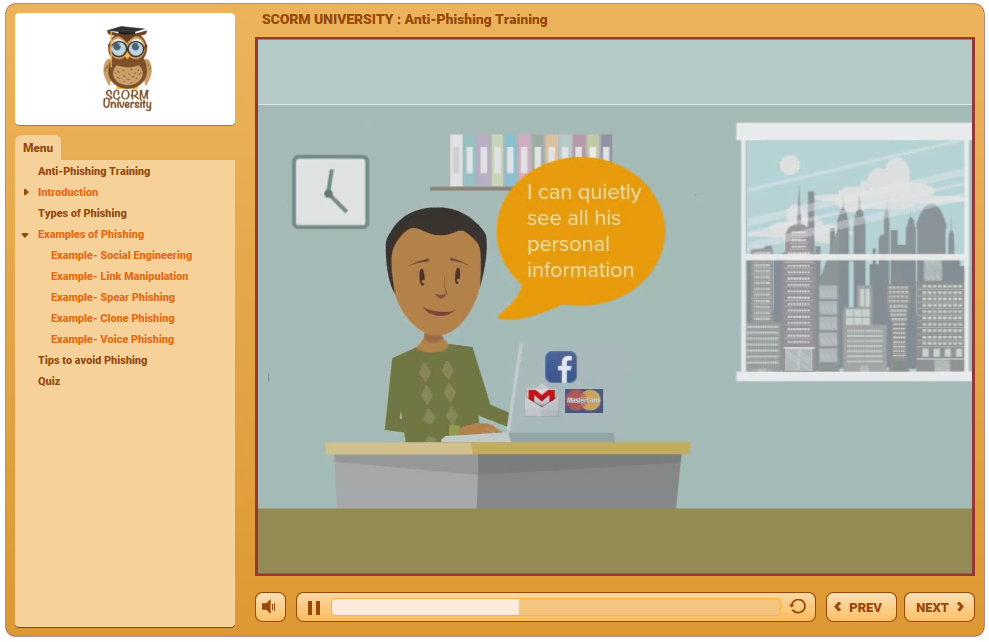 SCORM UNIVERSITY : Anti-Phishing Training
SCORM
University
Menu
Anti-Phishing Training
Introduction
Types of Phishing
Examples of Phishing
Example- Social Engineering
Example- Link Manipulation
Example- Spear Phishing
Example- Clone Phishing
Example- Voice Phishing
Tips to avoid Phishing
Quiz
I can quietly
see all his
personal
information
MasterCard
PREV
NEXT